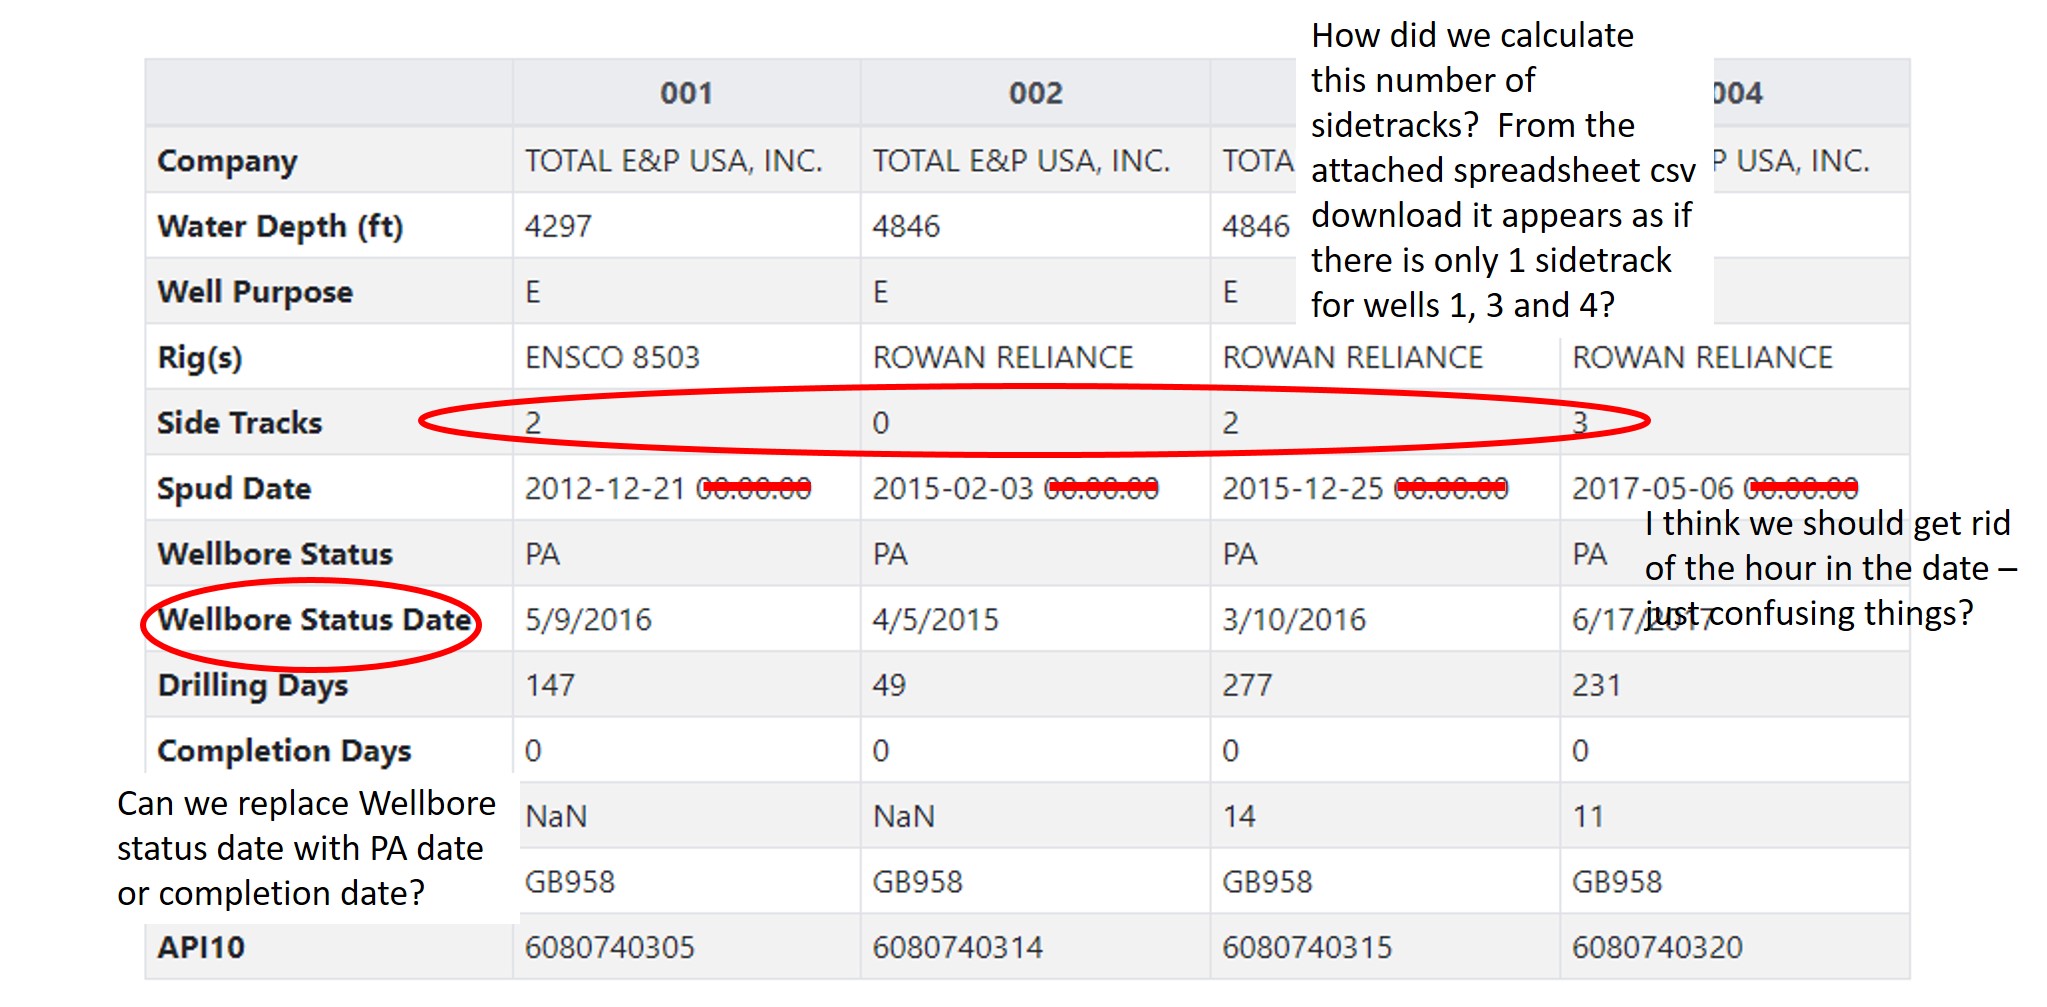 How did we calculate
this number of
sidetracks?  From the
attached spreadsheet csv
download it appears as if
there is only 1 sidetrack
for wells 1, 3 and 4?
001 002 004
Company TOTAL E&P USA, INC. TOTAL E&P USA, INC. TOTA P USA, INC.
Water Depth (ft) 4297 4846 4846
Well Purpose E E E
Rig(s) ENSCO 8503 ROWAN RELIANCE ROWAN RELIANCE ROWAN RELIANCE
Side Tracks 2 0 2 3
Spud Date 2012-12-21 00:00:00 2015-02-03 00:00:00 2015-12-25 00:00:00 2017-05-06 00:00:00
I think we should get rid
of the hour in the date –
just confusing things?
Wellbore Status PA PA PA PA
Wellbore Status Date 5/9/2016 4/5/2015 3/10/2016 6/17/2017
Drilling Days 147 49 277 231
Completion Days 0 0 0 0
Can we replace Wellbore
status date with PA date
or completion date?
NaN NaN 14 11
GB958 GB958 GB958 GB958
API10 6080740305 6080740314 6080740315 6080740320